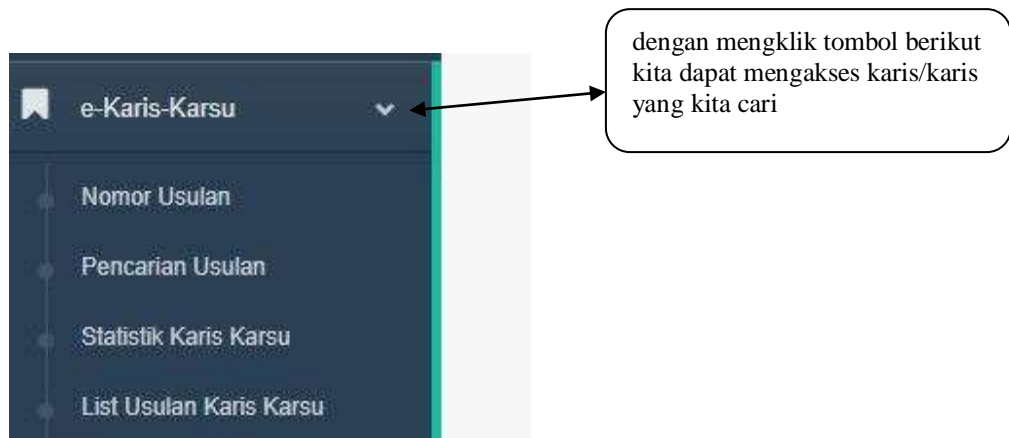 dengan mengklik tombol berikut
kita dapat mengakses karis/karis
yang kita cari
e-Karis-Karsu
Nomor Usulan
Pencarian Usulan
Statistik Karis Karsu
List Usulan Karis Karsu